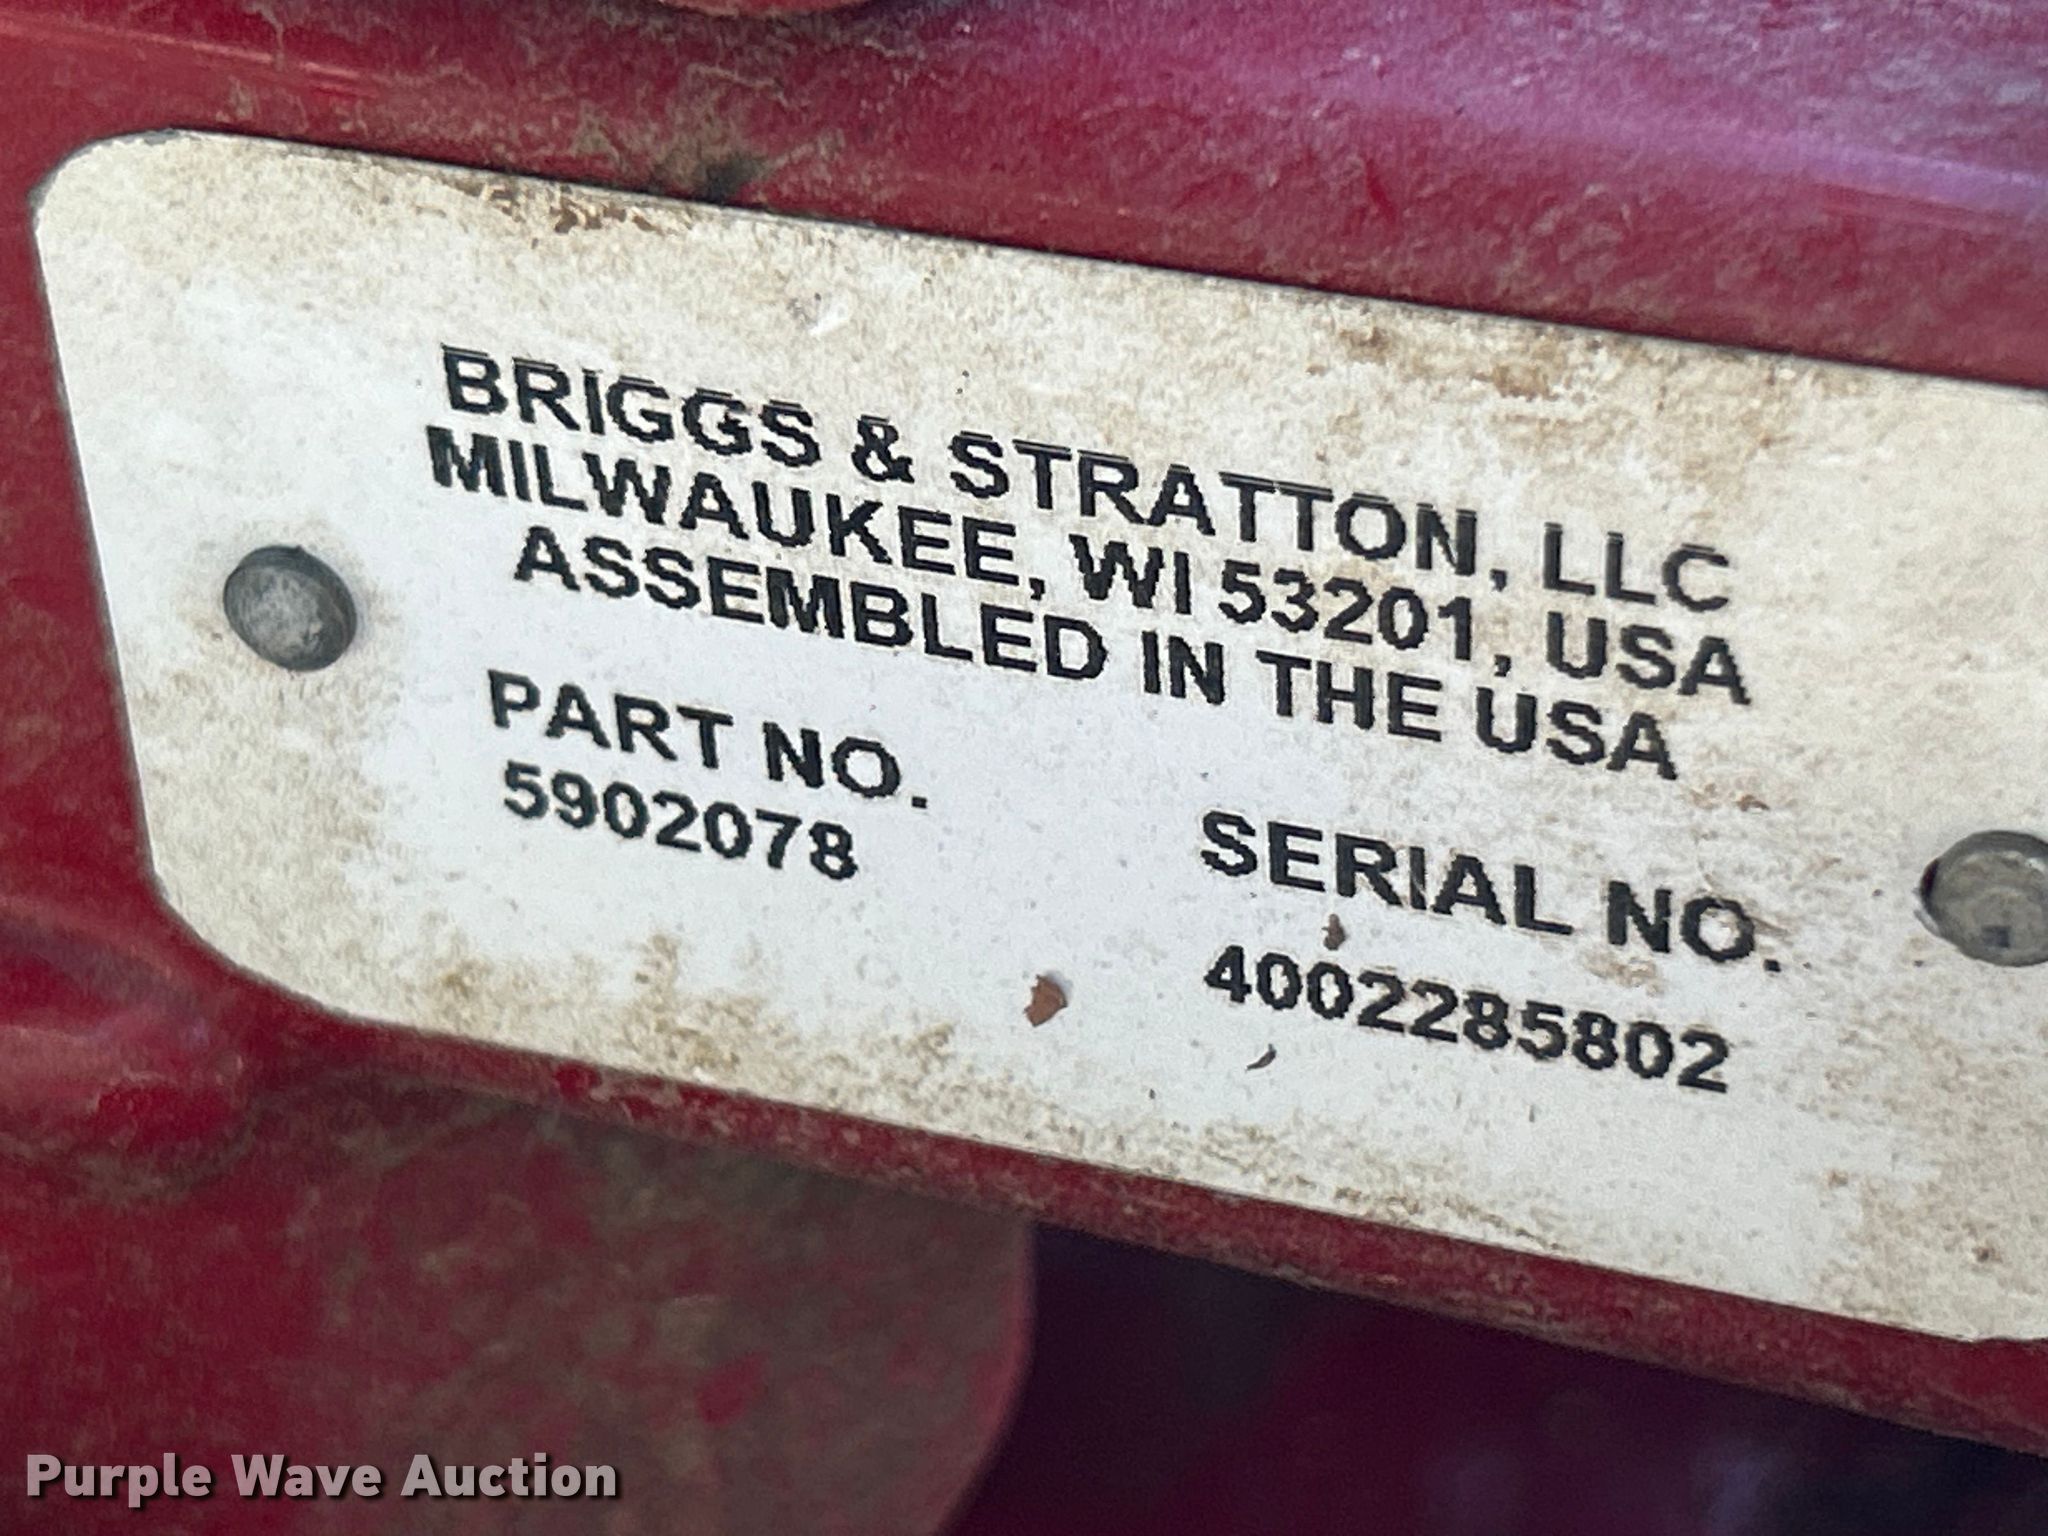 BRIGGS & STRATTON, LLC
MILWAUKEE, WI 53201, USA
ASSEMBLED IN THE USA
PART NO.
5902078
SERIAL NO.
4002285802
Purple Wave Auction